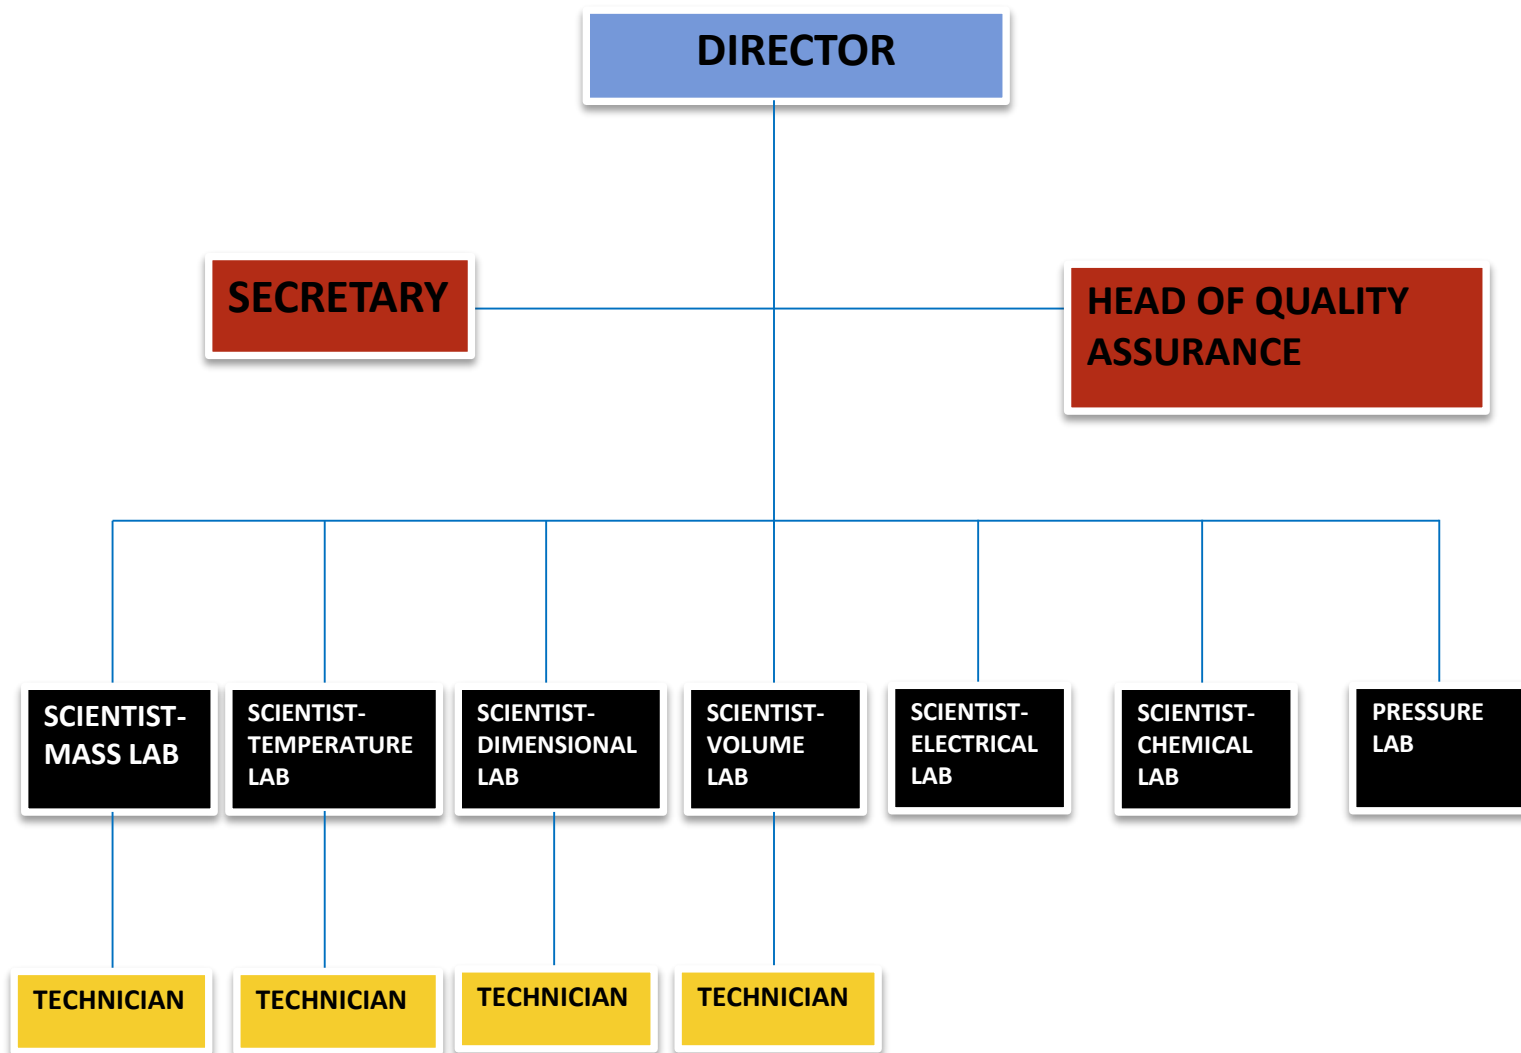 DIRECTOR
SECRETARY
HEAD OF QUALITY
ASSURANCE
SCIENTIST-
MASS LAB
SCIENTIST-
TEMPERATURE
LAB
SCIENTIST-
DIMENSIONAL
LAB
SCIENTIST-
VOLUME
LAB
SCIENTIST-
ELECTRICAL
LAB
SCIENTIST-
CHEMICAL
LAB
PRESSURE
LAB
TECHNICIAN
TECHNICIAN
TECHNICIAN
TECHNICIAN